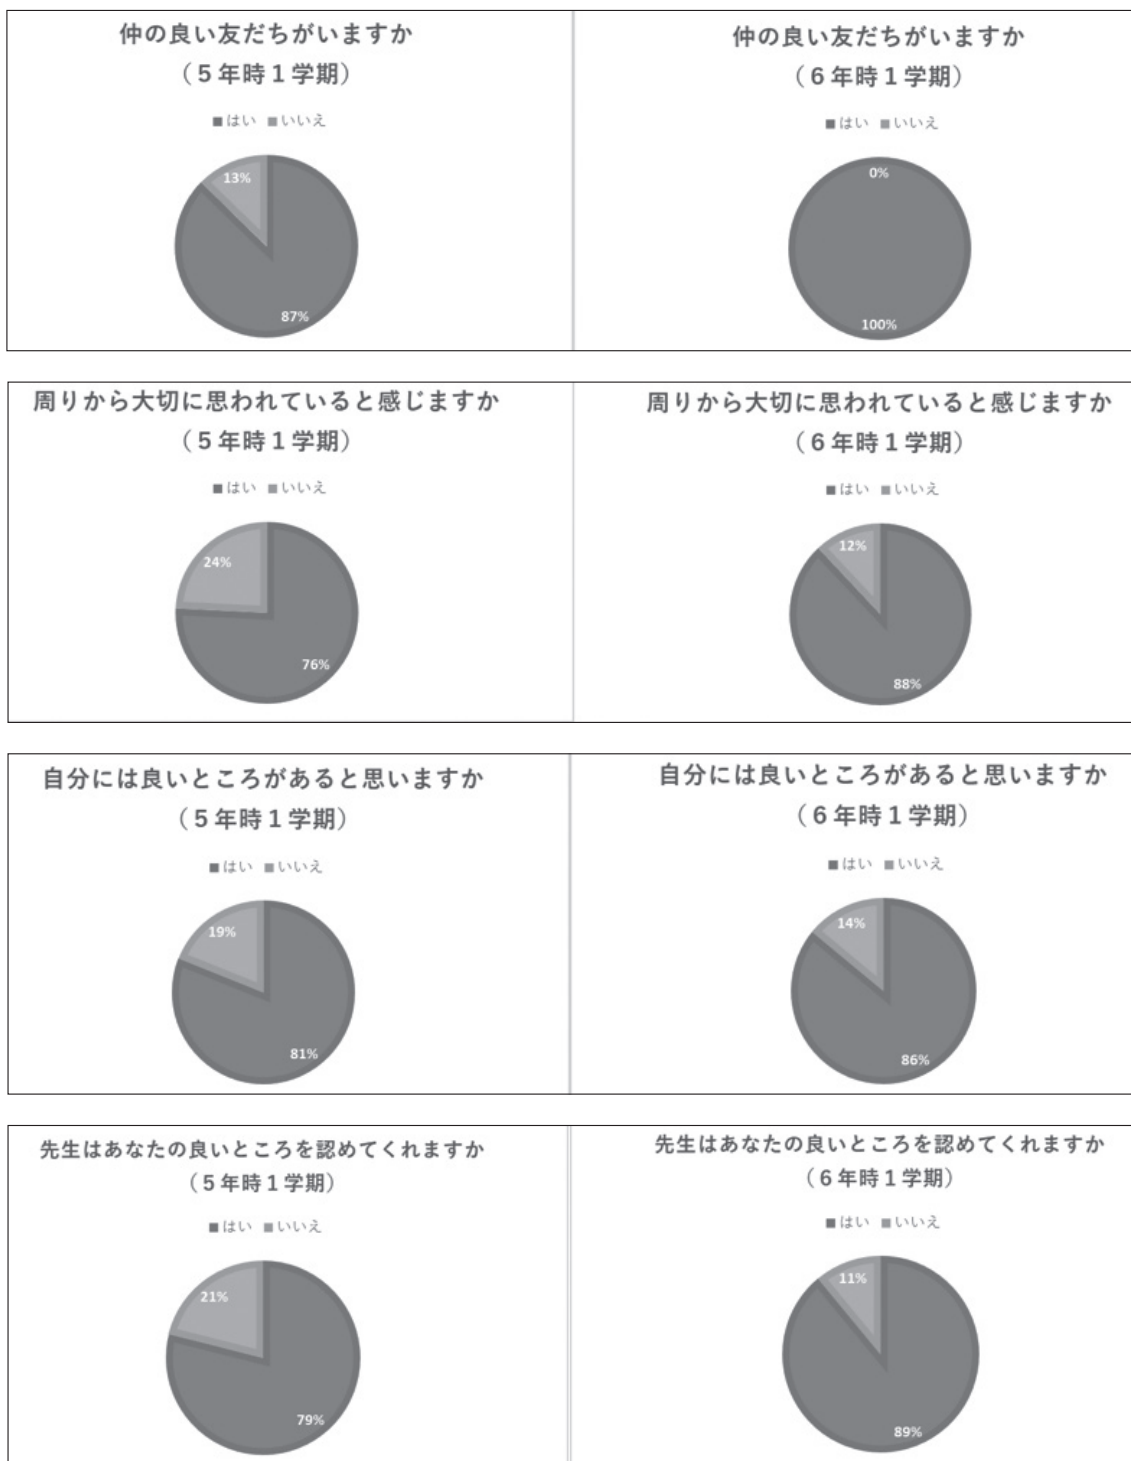 仲の良い友だちがいますか
（５年時１学期）
■はい ■いいえ
13%
87%
仲の良い友だちがいますか
（６年時１学期）
■はい ■いいえ
0%
100%
周りから大切に思われていると感じますか
（５年時１学期）
■はい ■いいえ
24%
76%
周りから大切に思われていると感じますか
（６年時１学期）
■はい ■いいえ
12%
88%
自分には良いところがあると思いますか
（５年時１学期）
■はい ■いいえ
19%
81%
自分には良いところがあると思いますか
（６年時１学期）
■はい ■いいえ
14%
86%
先生はあなたの良いところを認めてくれますか
（５年時１学期）
■はい ■いいえ
21%
79%
先生はあなたの良いところを認めてくれますか
（６年時１学期）
■はい ■いいえ
11%
89%